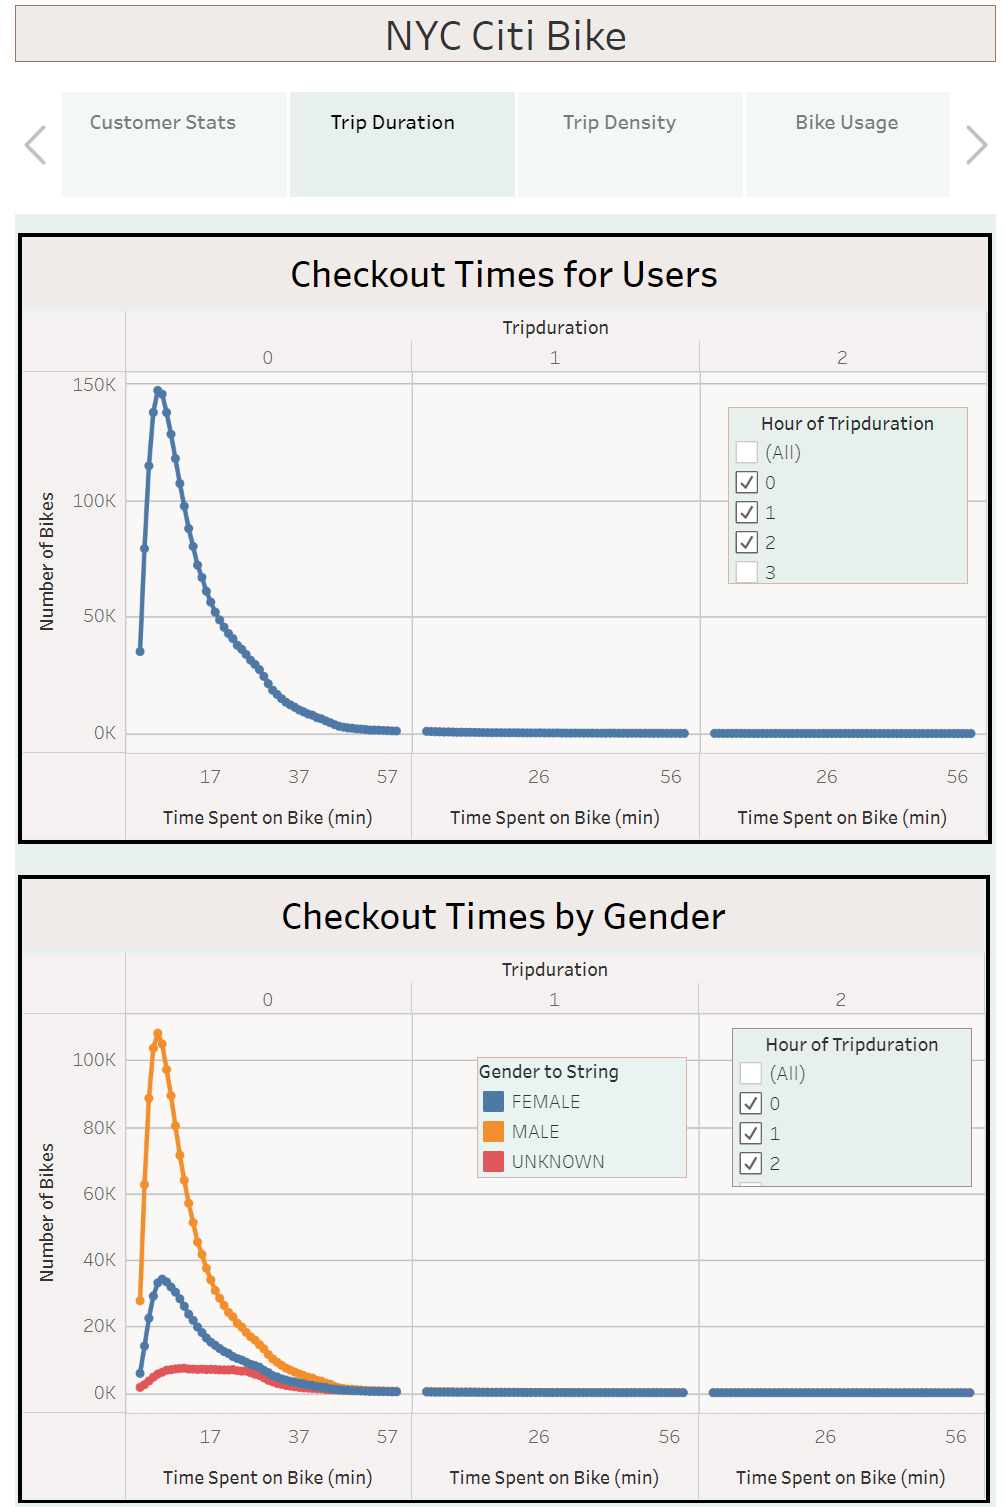 NYC Citi Bike
Customer Stats
Trip Duration
Trip Density
Bike Usage
Checkout Times for Users
Tripduration
0 1 2
Number of Bikes
150K
100K
50K
0K
Hour of Tripduration
(All)
0
1
2
3
17 37 57 26 56 26 56
Time Spent on Bike (min) Time Spent on Bike (min) Time Spent on Bike (min)
Checkout Times by Gender
Tripduration
0 1 2
Number of Bikes
100K
80K
60K
40K
20K
0K
Gender to String
FEMALE
MALE
UNKNOWN
Hour of Tripduration
(All)
0
1
2
17 37 57 26 56 26 56
Time Spent on Bike (min) Time Spent on Bike (min) Time Spent on Bike (min)